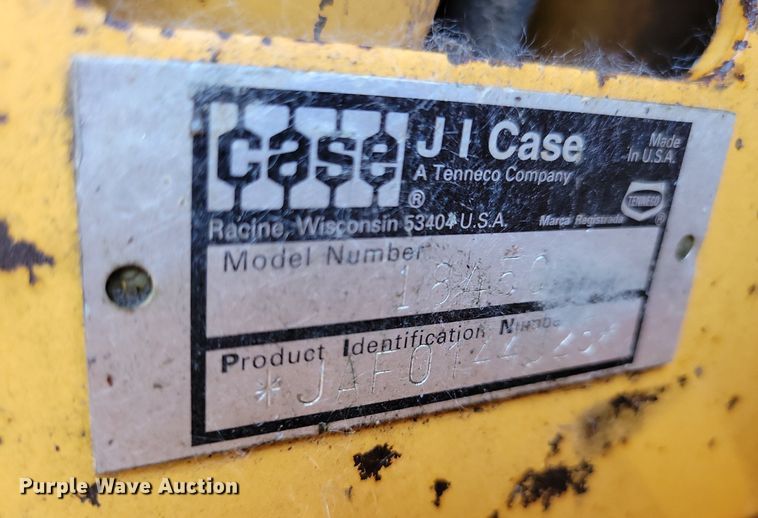 case
J I Case
A Tenneco Company
Made
in U.S.A.
TENNECO
®
®
Racine, Wisconsin 53404 U.S.A.
Marca Registrada
Model Number
Product Identification Number
Purple Wave Auction